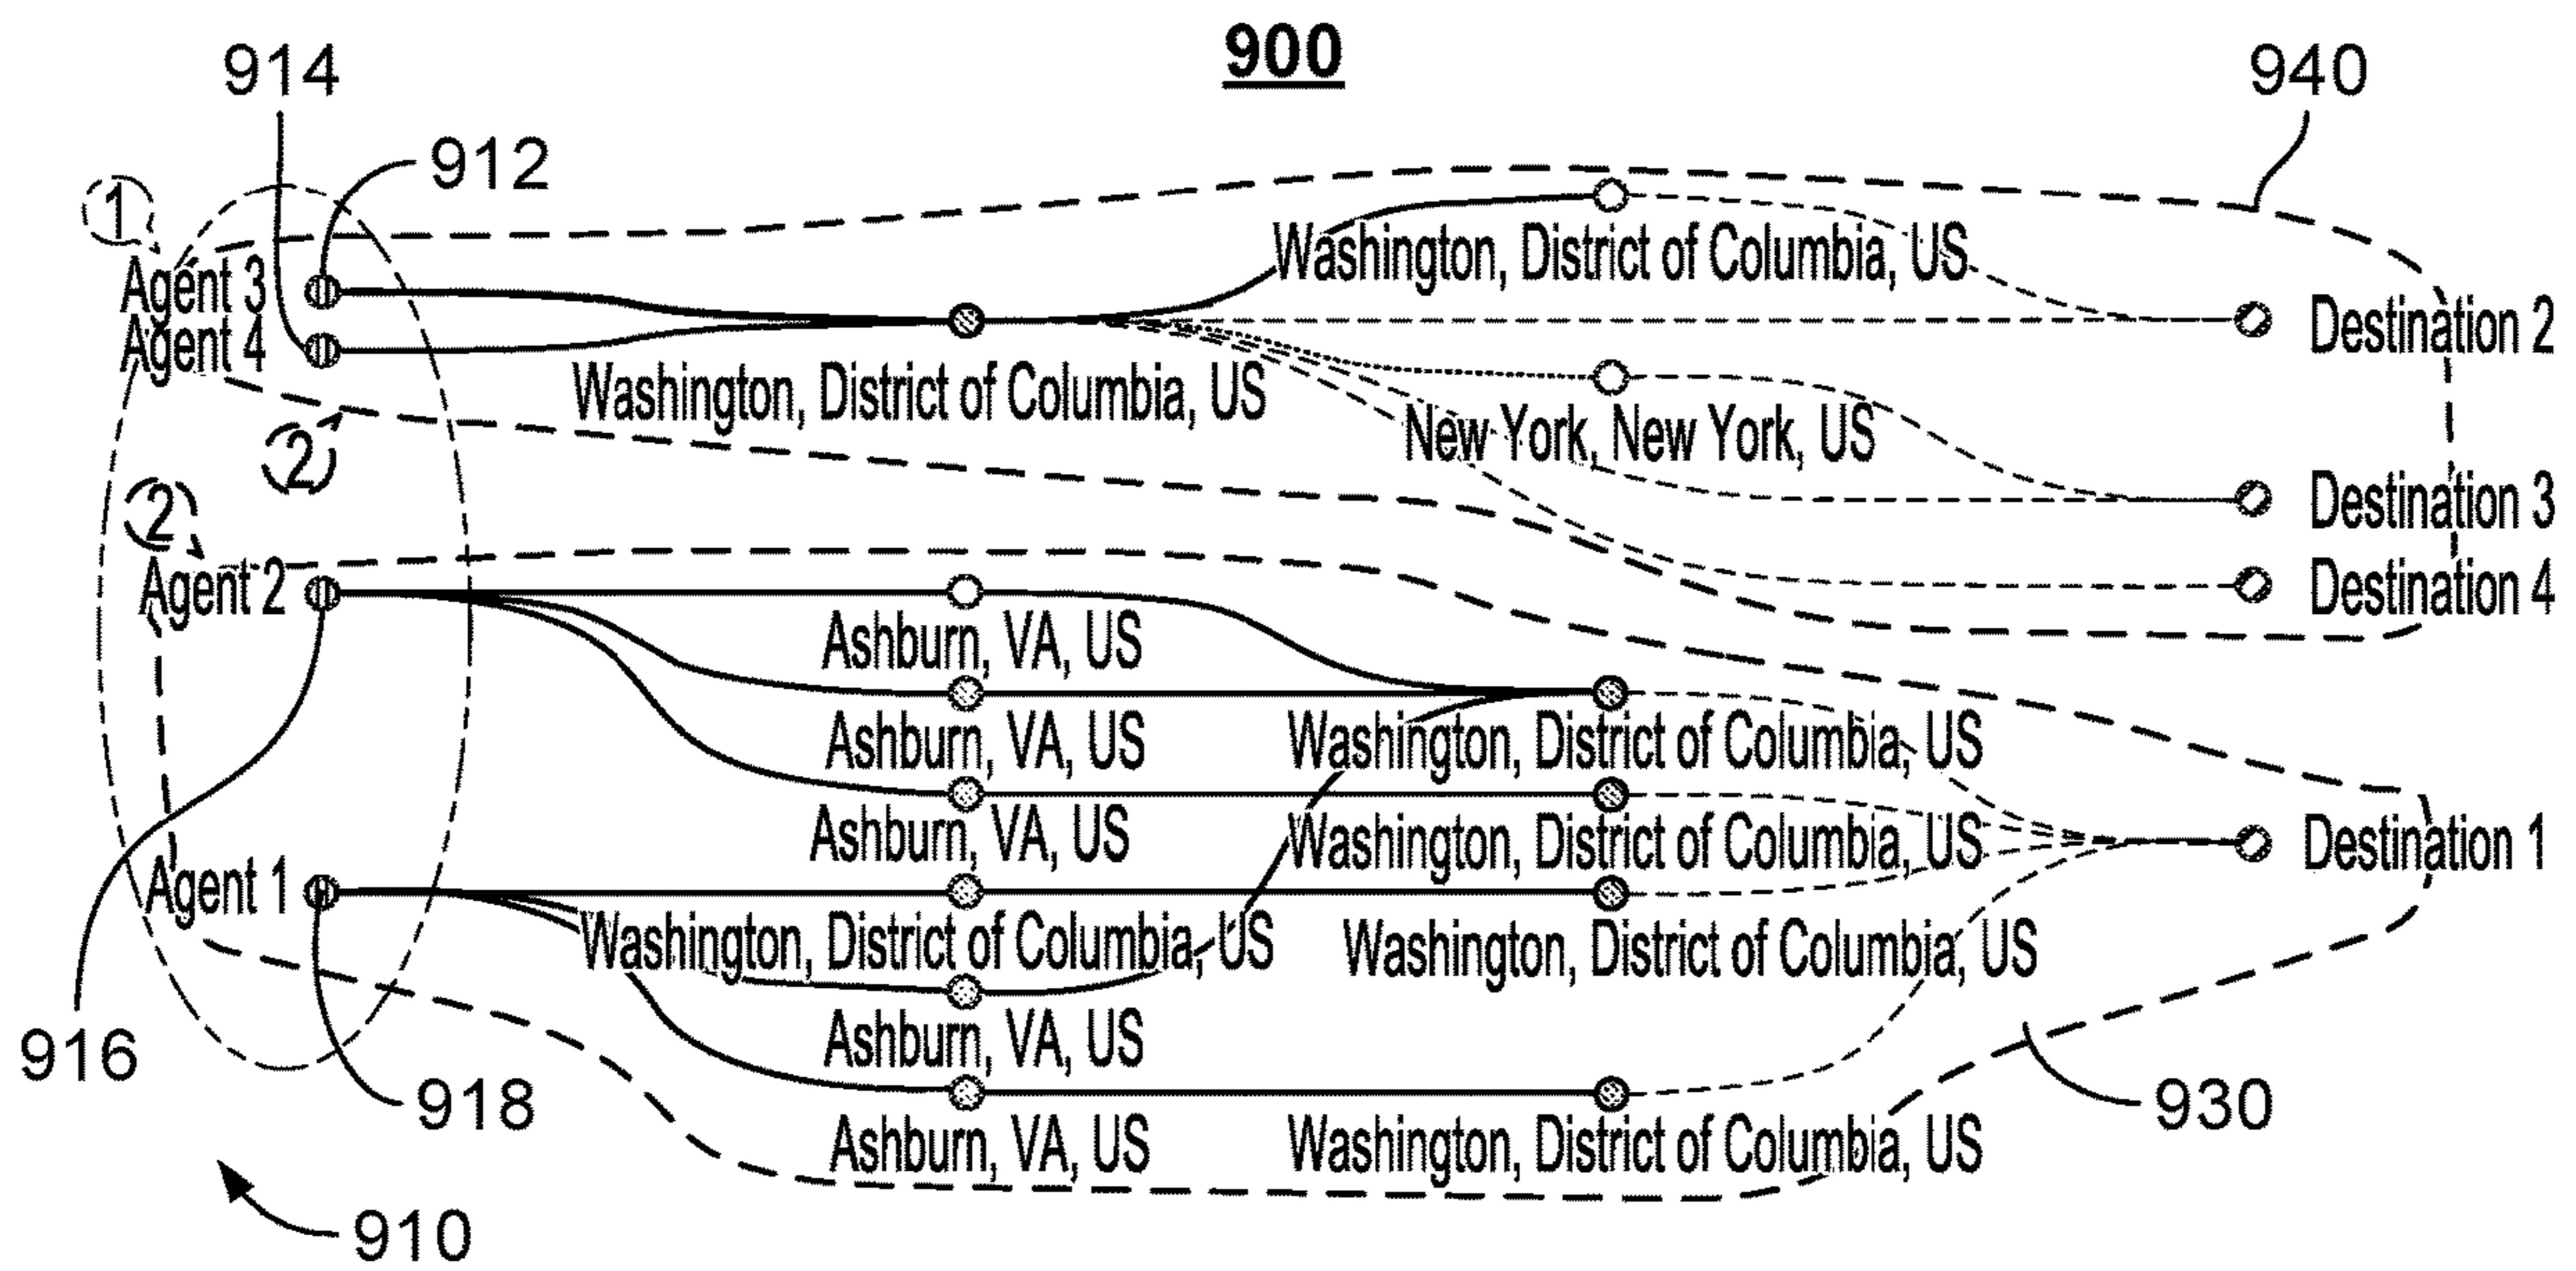 900
914
940
912
1
Agent 3
Agent 4
Washington, District of Columbia, US
Destination 2
Washington, District of Columbia, US
New York, New York, US
2
Destination 3
2
Agent 2
Destination 4
Ashburn, VA, US
Ashburn, VA, US
Washington, District of Columbia, US
Ashburn, VA, US
Washington, District of Columbia, US
Destination 1
Agent 1
Washington, District of Columbia, US
Washington, District of Columbia, US
Ashburn, VA, US
916
918
930
Ashburn, VA, US
Washington, District of Columbia, US
910